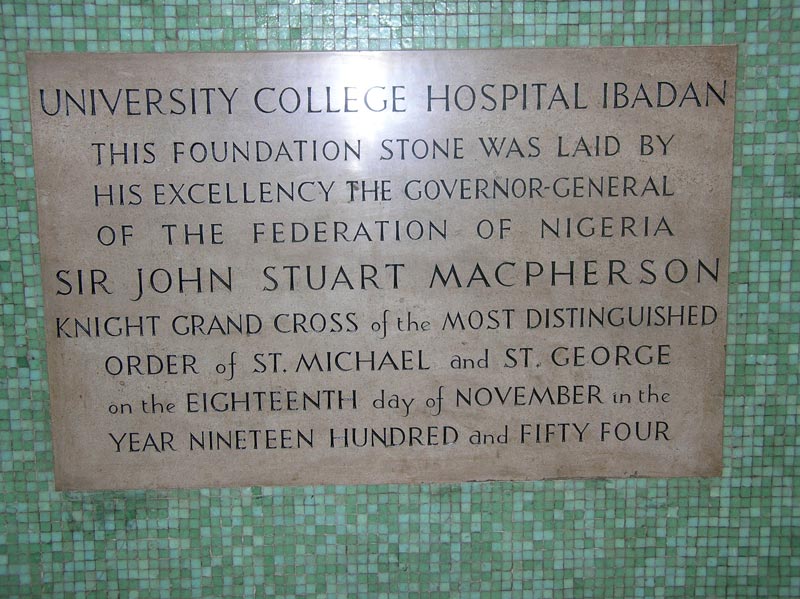 UNIVERSITY COLLEGE HOSPITAL IBADAN
THIS FOUNDATION STONE WAS LAID BY
HIS EXCELLENCY THE GOVERNOR-GENERAL
OF THE FEDERATION OF NIGERIA
SIR JOHN STUART MACPHERSON
KNIGHT GRAND CROSS of the MOST DISTINGUISHED
ORDER of ST. MICHAEL and ST. GEORGE
on the EIGHTEENTH day of NOVEMBER in the
YEAR NINETEEN HUNDRED and FIFTY FOUR